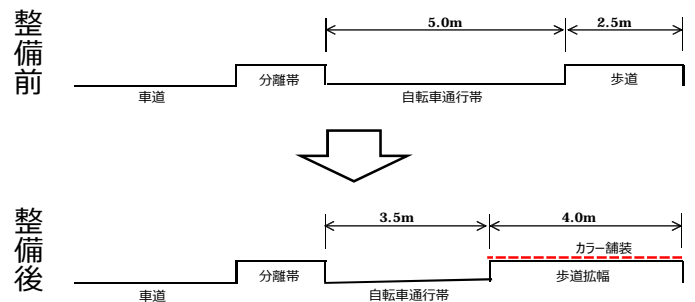 整備前
5.0m
2.5m
分離帯
歩道
車道
自転車通行帯
整備後
3.5m
4.0m
カラー舗装
分離帯
歩道拡幅
車道
自転車通行帯